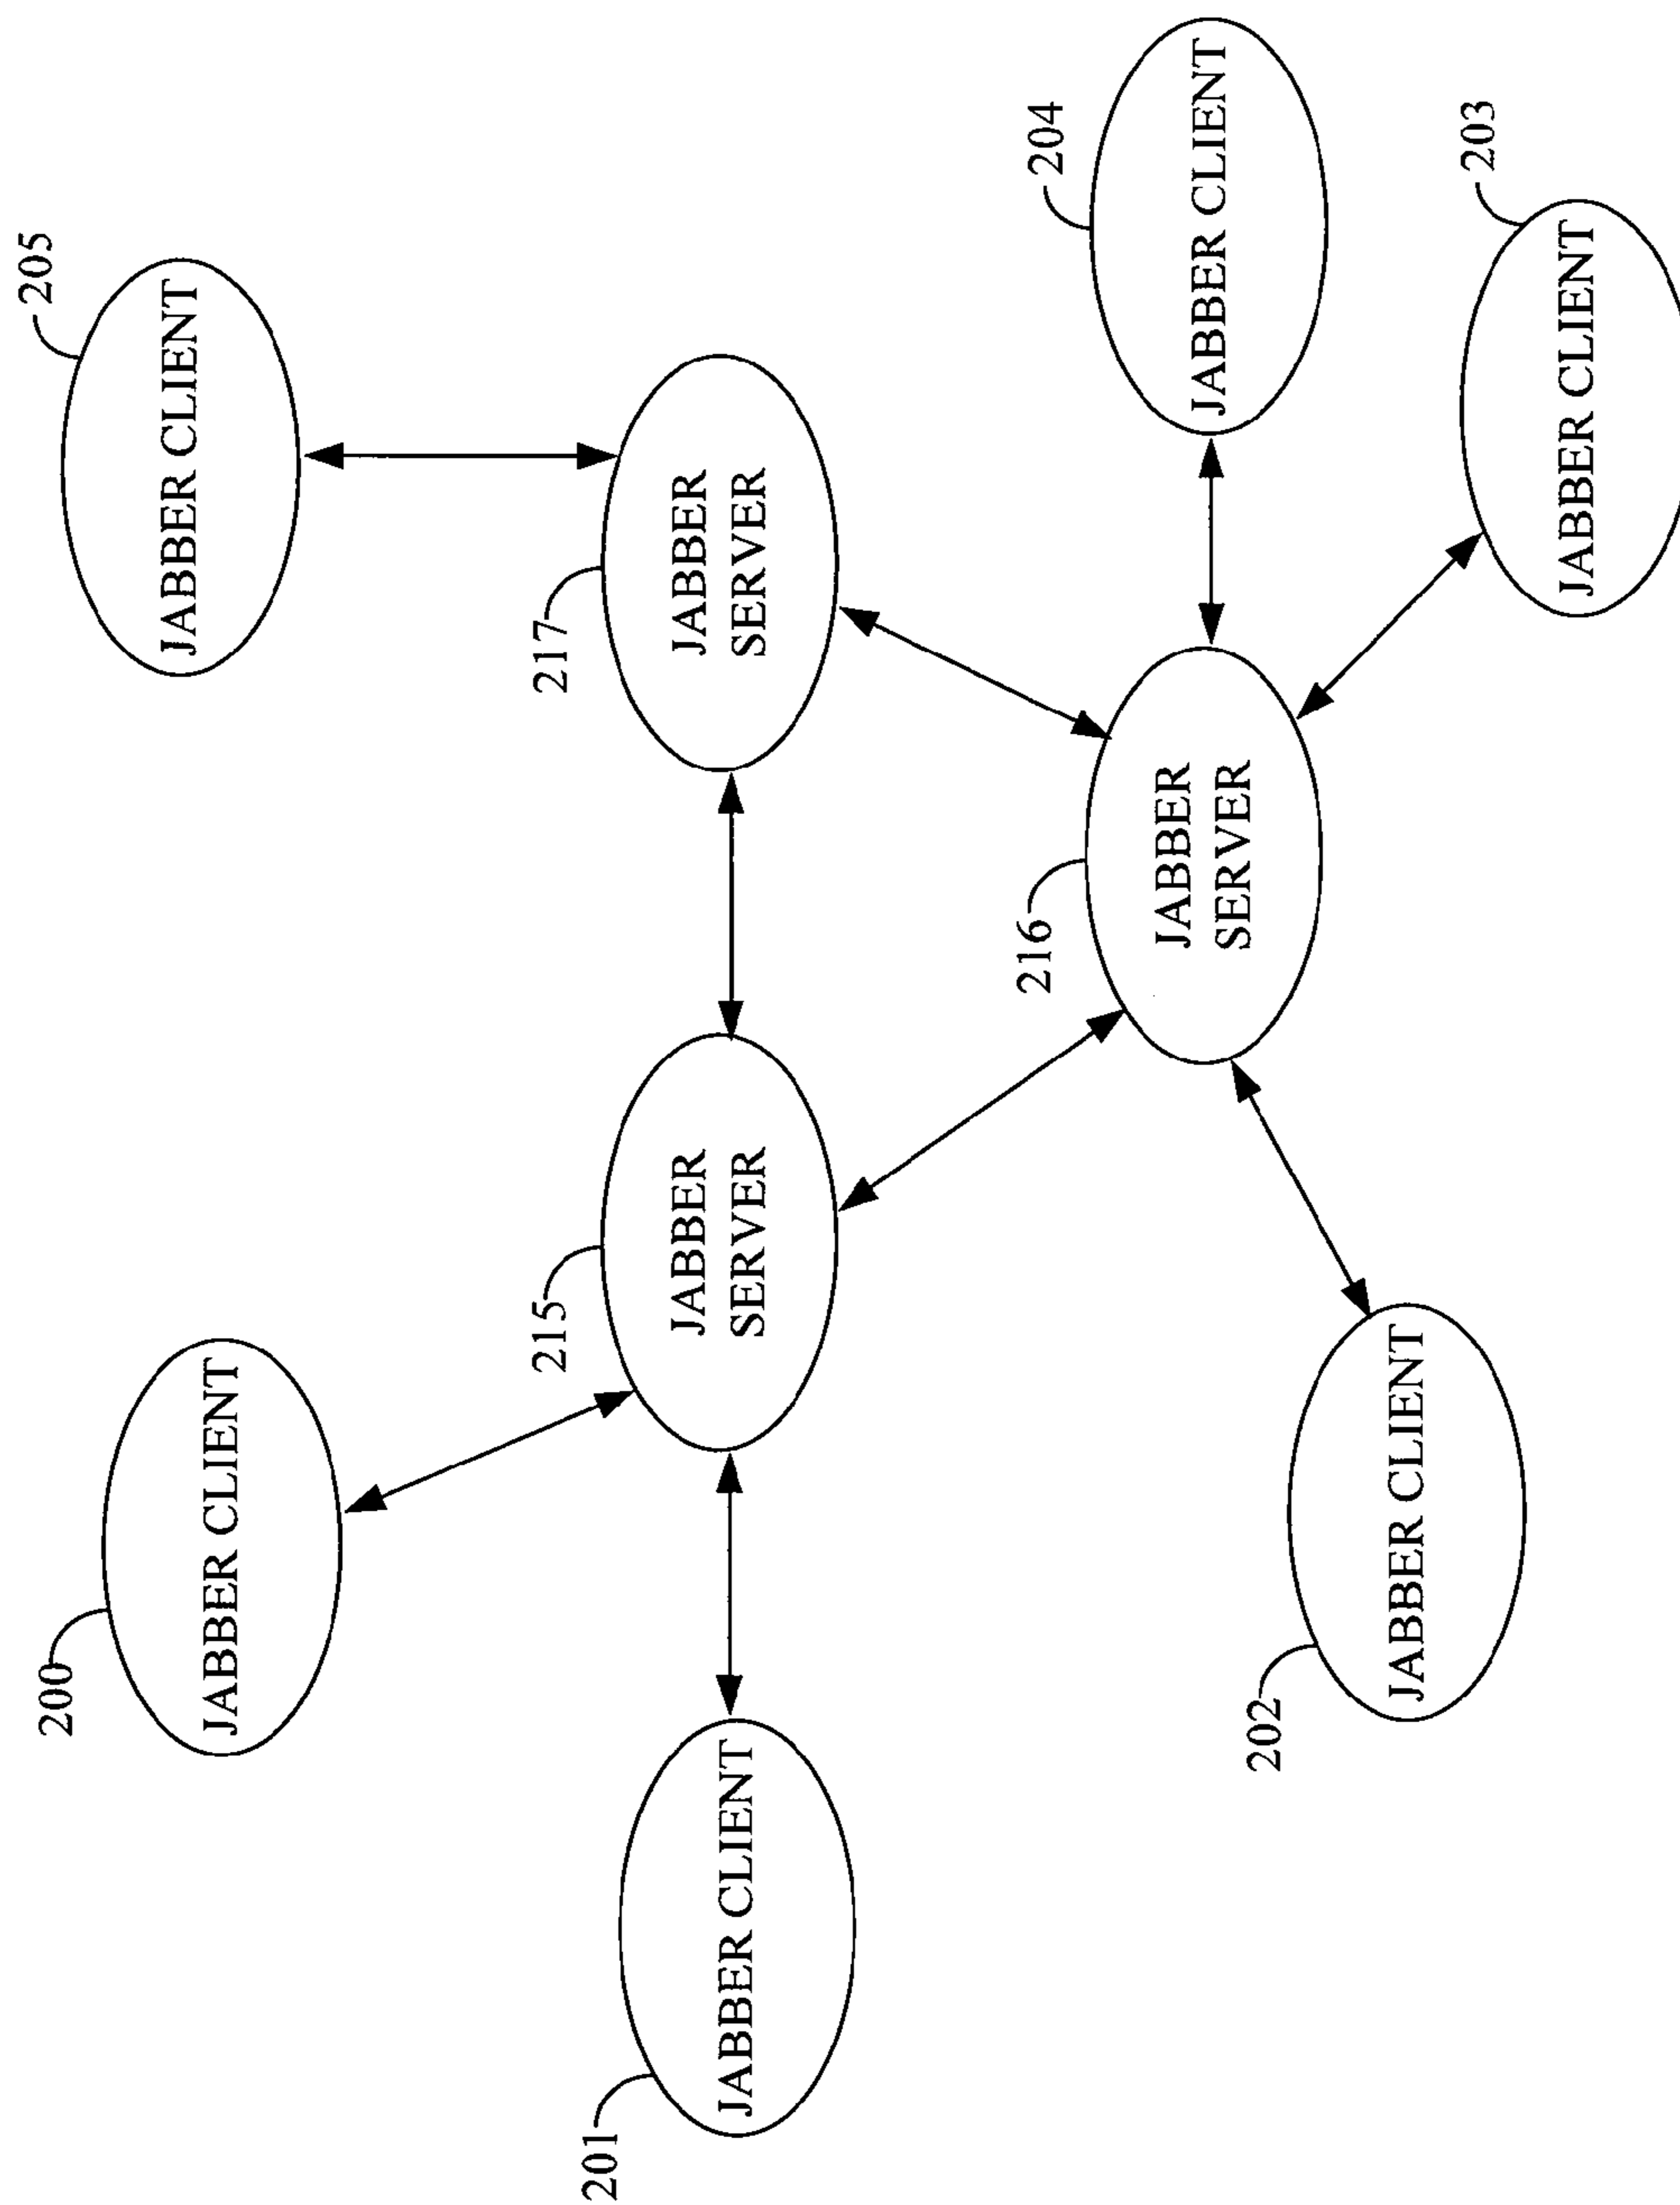 200
JABBER CLIENT
205
JABBER CLIENT
201
JABBER CLIENT
215
JABBER
SERVER
217
JABBER
SERVER
216
JABBER
SERVER
204
JABBER CLIENT
202
JABBER CLIENT
203
JABBER CLIENT